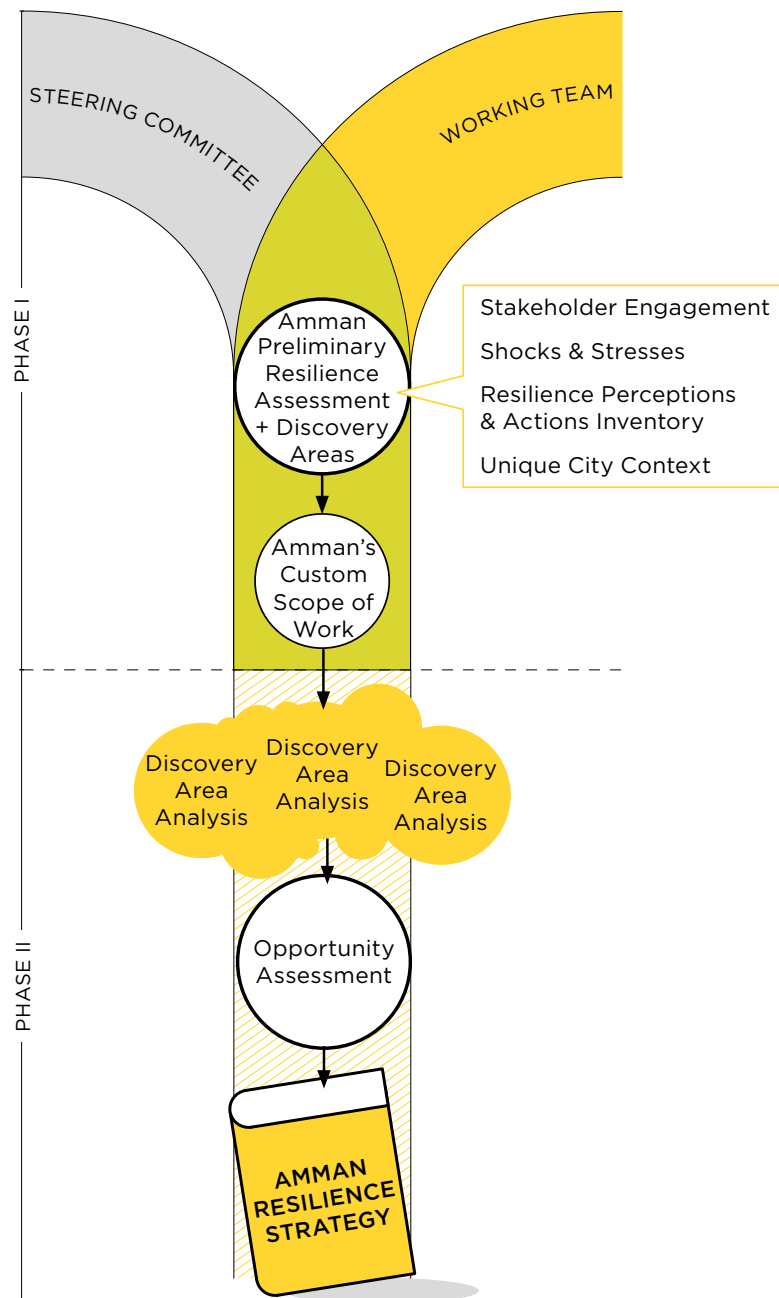 STEERING COMMITTEE
WORKING TEAM
PHASE I
Amman
Preliminary
Resilience
Assessment
+ Discovery
Areas
Stakeholder Engagement
Shocks & Stresses
Resilience Perceptions
& Actions Inventory
Unique City Context
Amman’s
Custom
Scope of
Work
PHASE II
Discovery
Area
Analysis
Discovery
Area
Analysis
Discovery
Area
Analysis
Opportunity
Assessment
AMMAN
RESILIENCE
STRATEGY